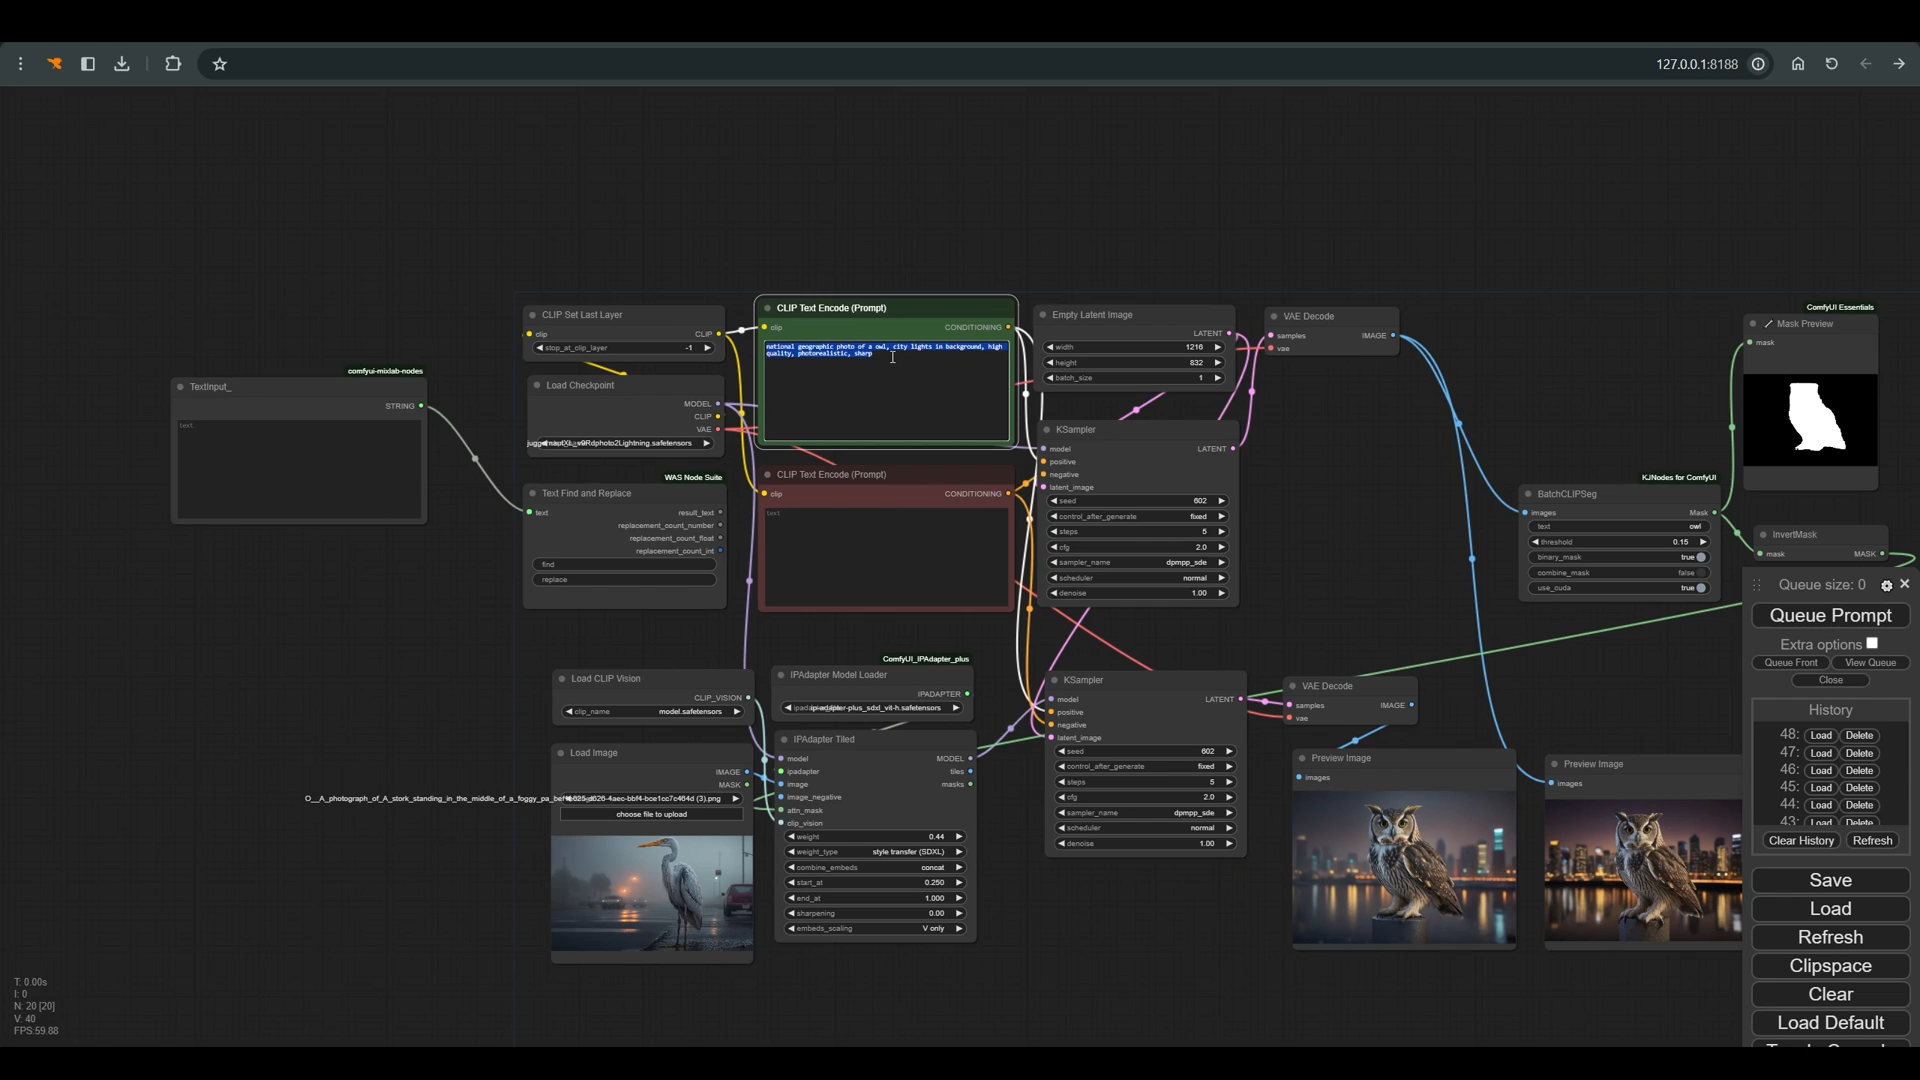 127.0.0.1:8188
CLIP Set Last Layer
clip
CLIP
stop_at_clip_layer
-1
CLIP Text Encode (Prompt)
clip
CONDITIONING
national geographic photo of a owl, city lights in background, high
quality, photorealistic, sharp
Empty Latent Image
LATENT
width
1216
height
832
batch_size
1
VAE Decode
samples
IMAGE
vae
ComfyUI Essentials
Mask Preview
mask
comfyui-mixlab-nodes
TextInput_
STRING
text
Load Checkpoint
MODEL
CLIP
VAE
KSampler
model
LATENT
positive
negative
latent_image
seed
602
control_after_generate
fixed
steps
5
cfg
2.0
sampler_name
dpmpp_sde
scheduler
normal
denoise
1.00
WAS Node Suite
Text Find and Replace
text
result_text
replacement_count_number
replacement_count_float
replacement_count_int
find
replace
CLIP Text Encode (Prompt)
clip
CONDITIONING
text
KJNodes for ComfyUI
BatchCLIPSeg
images
Mask
text
owl
threshold
0.15
binary_mask
true
combine_mask
false
use_cuda
true
InvertMask
mask
MASK
Load CLIP Vision
CLIP_VISION
clip_name
model.safetensors
ComfyUI_IPAdapter_plus
IPAdapter Model Loader
IPADAPTER
Load Image
IMAGE
MASK
choose file to upload
IPAdapter Tiled
model
MODEL
ipadapter
tiles
image
masks
image_negative
attn_mask
clip_vision
weight
0.44
weight_type
style transfer (SDXL)
combine_embeds
concat
start_at
0.250
end_at
1.000
sharpening
0.00
embeds_scaling
V only
KSampler
model
LATENT
positive
negative
latent_image
seed
602
control_after_generate
fixed
steps
5
cfg
2.0
sampler_name
dpmpp_sde
scheduler
normal
denoise
1.00
VAE Decode
samples
IMAGE
vae
Preview Image
images
Preview Image
images
Queue size: 0
Queue Prompt
Extra options
Queue Front
View Queue
Close
History
48: Load Delete
47: Load Delete
46: Load Delete
45: Load Delete
44: Load Delete
43: Load Delete
Clear History
Refresh
Save
Load
Refresh
Clipspace
Clear
Load Default
T: 0.00s
I: 0
N: 20 [20]
V: 40
FPS:59.88